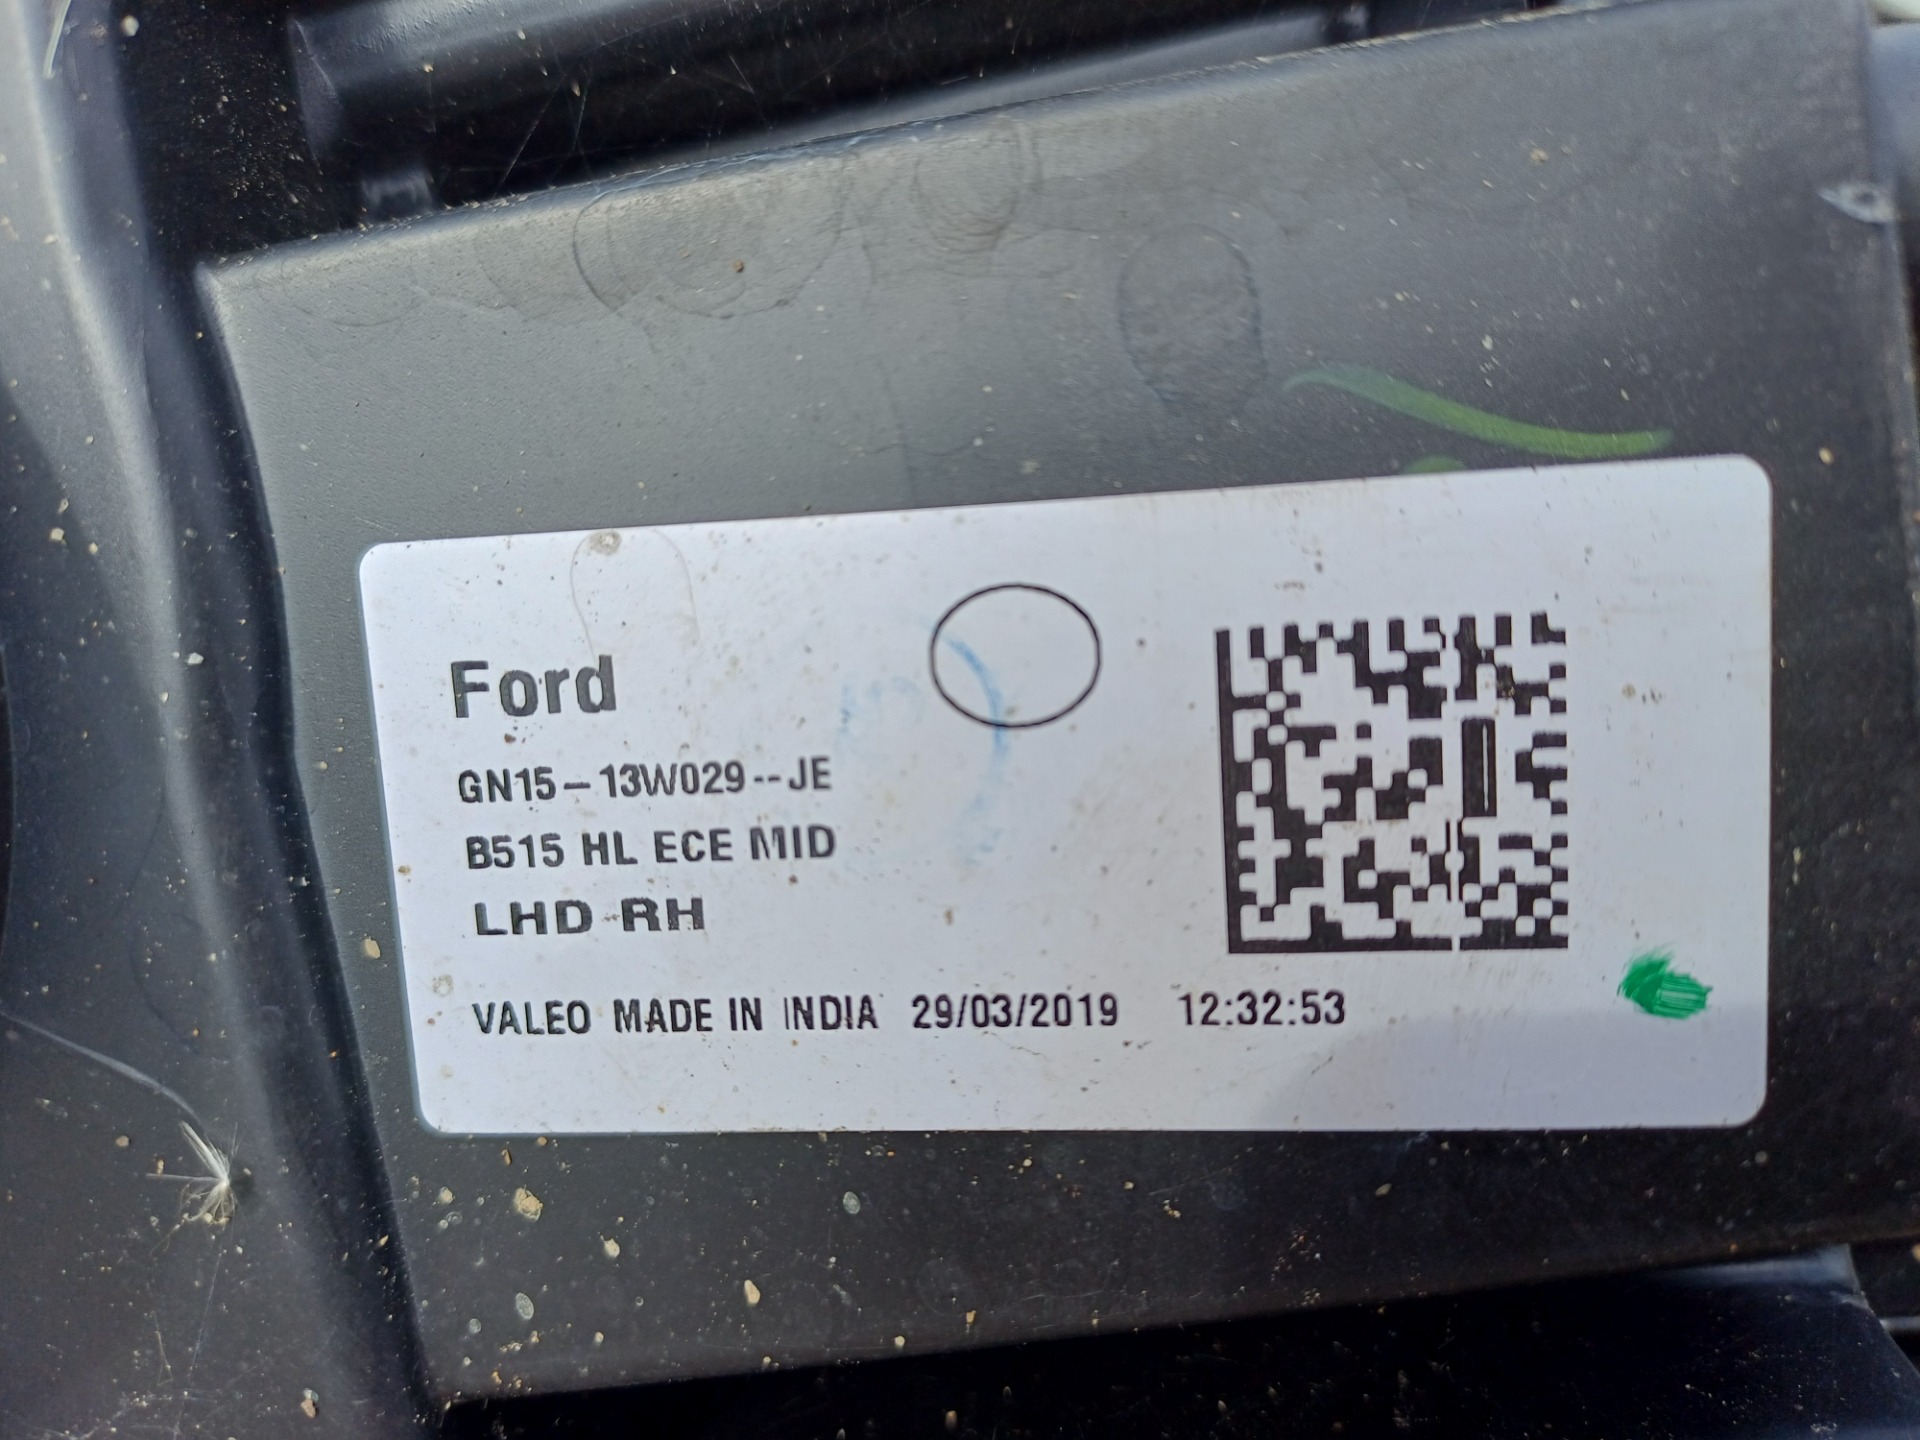 Ford
GN15-13W029--JE
B515 HL ECE MID
LHD RH
VALEO MADE IN INDIA 29/03/2019 12:32:53